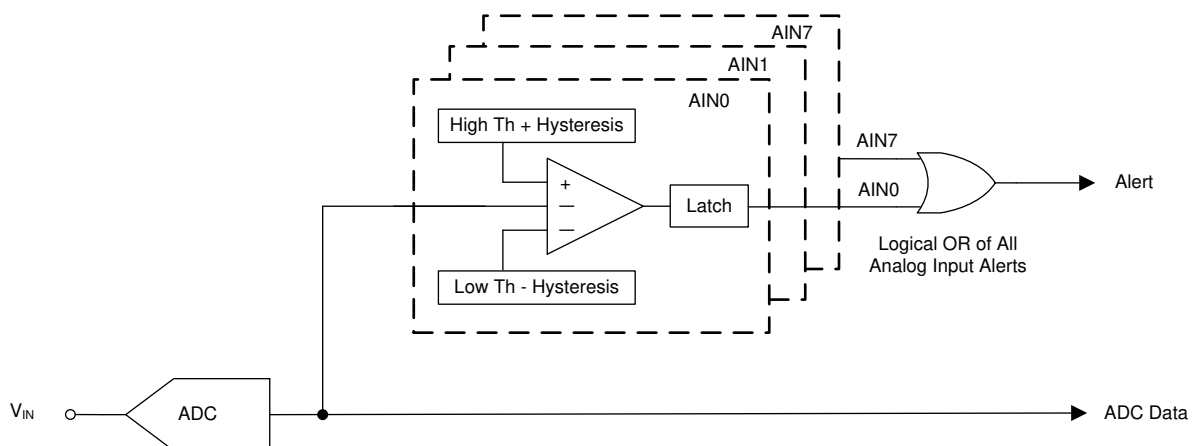 AIN7
AIN1
AIN0
High Th + Hysteresis
+
—
—
Latch
Low Th - Hysteresis
AIN7
AIN0
Alert
Logical OR of All
Analog Input Alerts
VIN
ADC
ADC Data